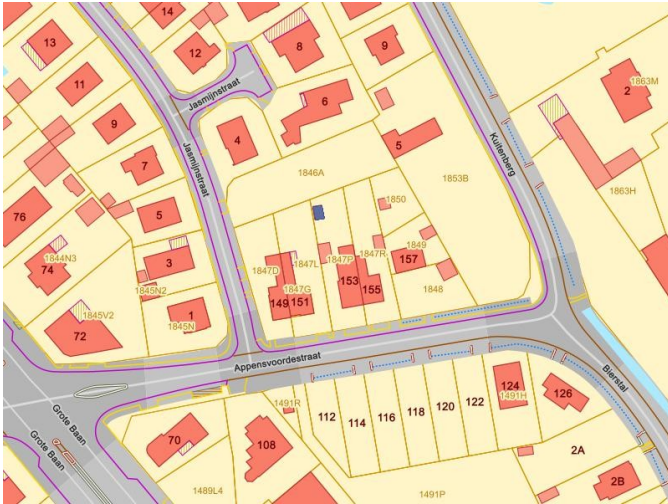 14
8
13
12
9
1863M
2
Jasmijnstraat
11
6
Kuitenberg
9
4
5
Jasmijnstraat
7
1846A
1853B
1863H
5
1850
76
1849
1844N3
74
3
1847D
1847L
1847P
1847R
157
1845N2
1847G
153
155
1848
149
151
1
1845V2
1845N
72
Appensvoordestraat
Bierstal
Grote Baan
Grote Baan
124
1491H
126
1491R
112
114
116
118
120
122
70
108
2A
1489L4
1491P
2B